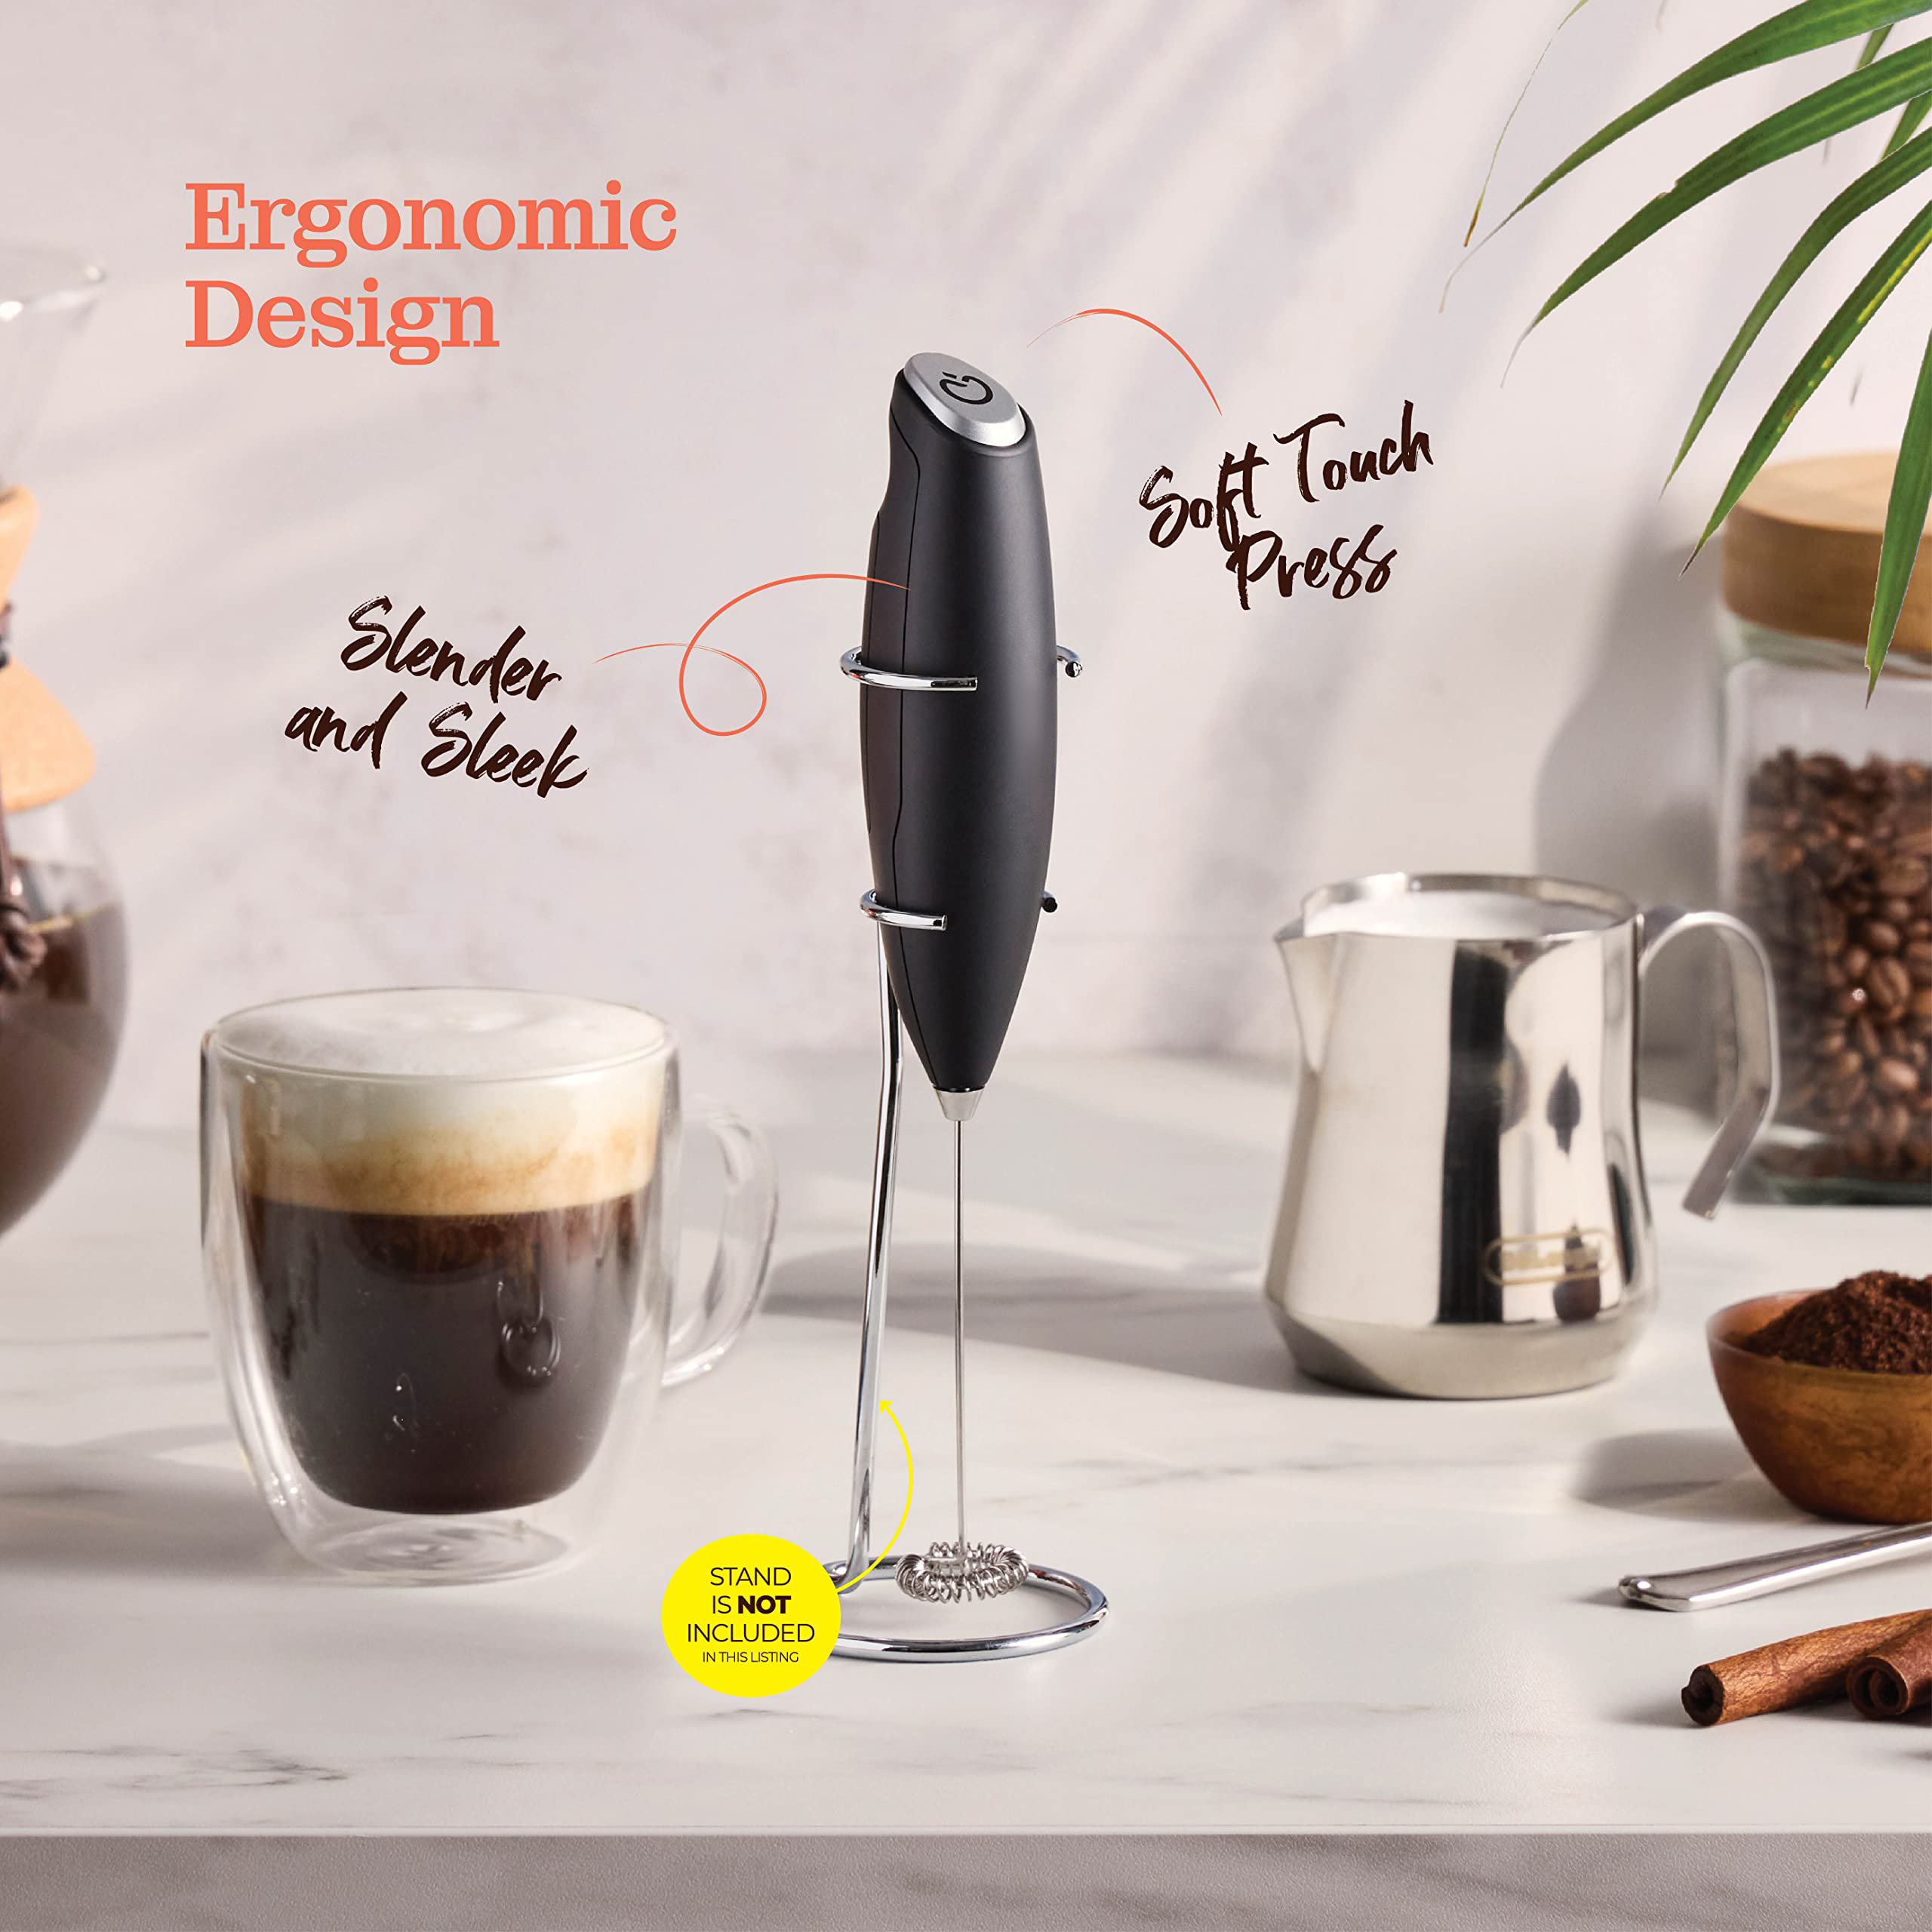 Ergonomic
Design
Soft Touch
Press
Slender
and Sleek
STAND
IS NOT
INCLUDED
IN THIS LISTING